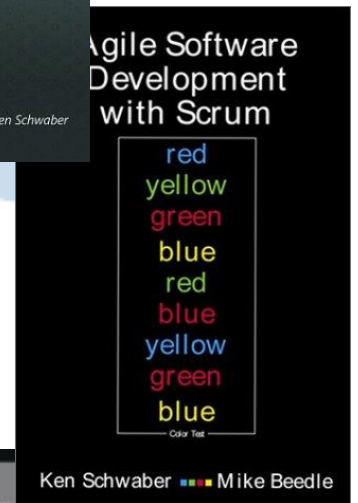 en Schwaber
Agile Software
Development
with Scrum
red
yellow
green
blue
red
blue
yellow
green
blue
Color Test
Ken Schwaber Mike Beedle